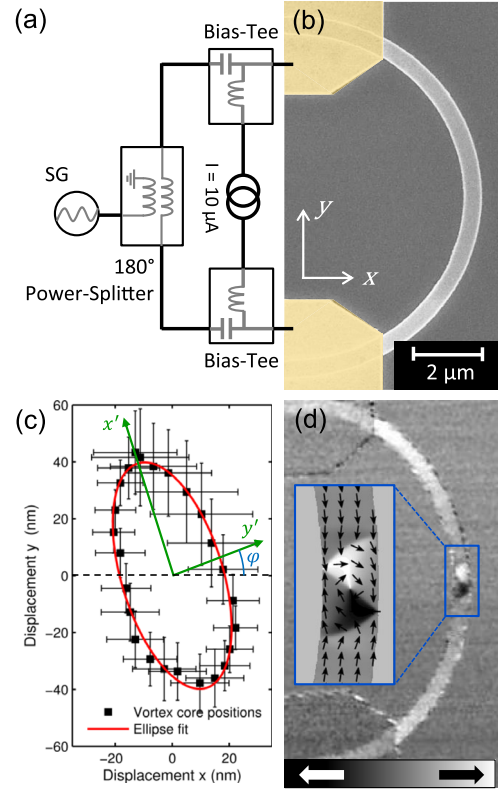 (a)
Bias-Tee
SG
I = 10 µA
180°
Power-Splitter
Bias-Tee
(b)
y
x
2 µm
(c)
60
40
20
0
−20
−40
−60
Displacement y (nm)
x'
y'
φ
Vortex core positions
Ellipse fit
−20
0
20
Displacement x (nm)
(d)